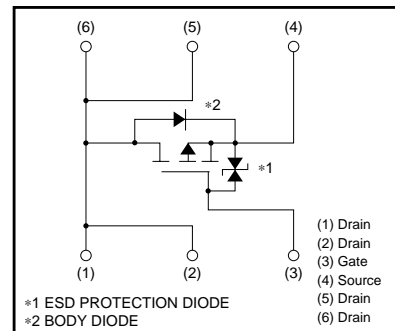 (6) (5) (4)
∗2
∗1
(1) (2) (3)
(1) Drain
(2) Drain
(3) Gate
(4) Source
(5) Drain
(6) Drain
∗1 ESD PROTECTION DIODE
∗2 BODY DIODE